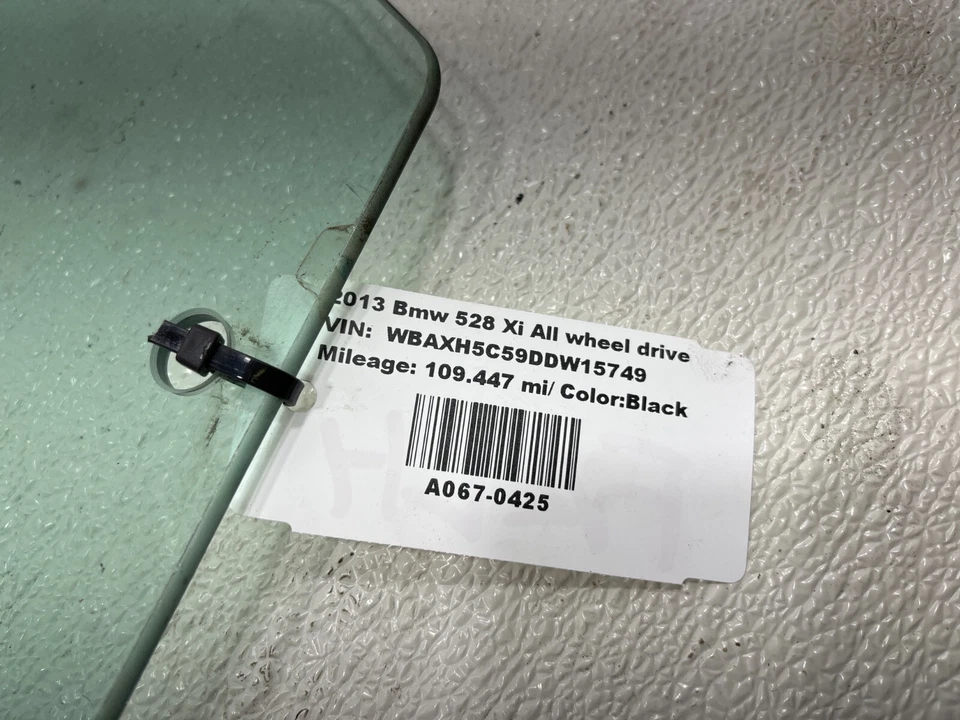 2013 Bmw 528 Xi All wheel drive
VIN: WBAXH5C59DDW15749
Mileage: 109.447 mi/ Color:Black
A067-0425